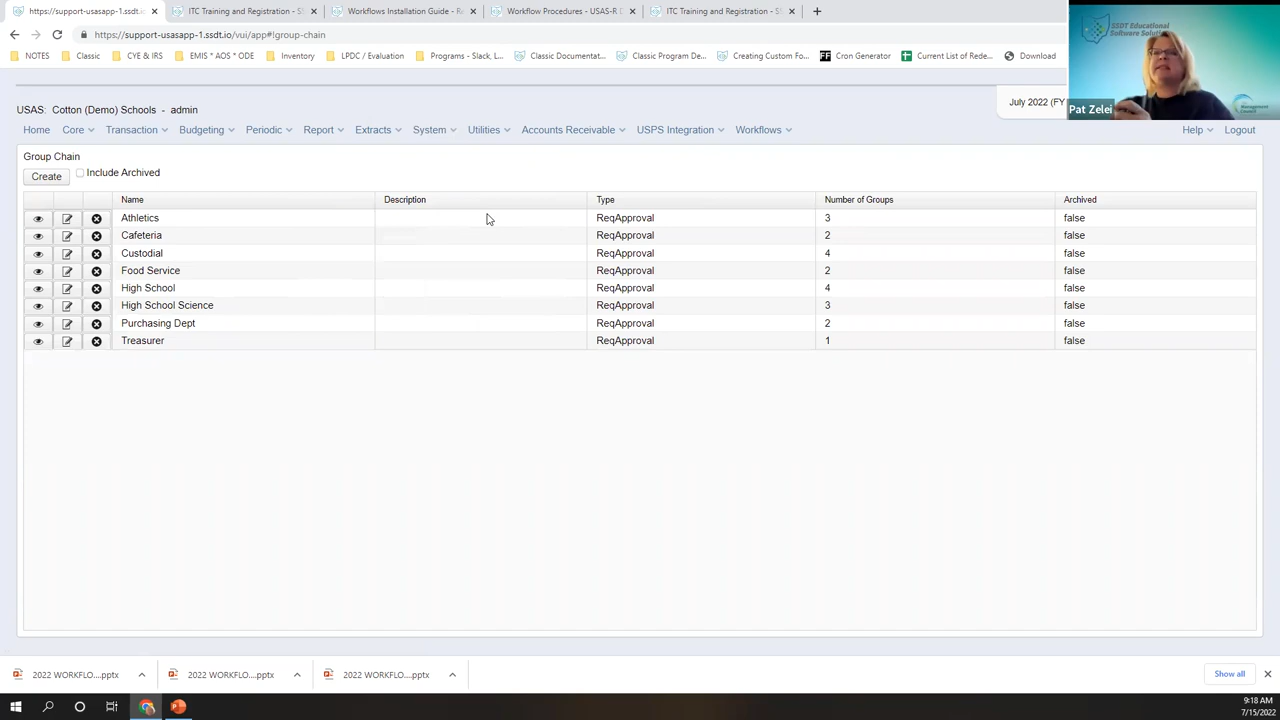 https://support-usasapp-1.ssdt.i
ITC Training and Registration - S
Workflows Installation Guide - R
Workflow Procedures - USAS-R D
ITC Training and Registration - S
https://support-usasapp-1.ssdt.io/vui/app#!group-chain
NOTES Classic CYE & IRS EMIS * AOS * ODE Inventory LPDC / Evaluation Programs - Slack, L... Classic Documentat... Classic Program De... Creating Custom Fo... FF Cron Generator Current List of Rede... Download
SSDT Educational
Software Solutions
Management
Council
Pat Zelei
USAS: Cotton (Demo) Schools - admin
July 2022 (FY
Home Core Transaction Budgeting Periodic Report Extracts System Utilities Accounts Receivable USPS Integration Workflows Help Logout
Group Chain
Create Include Archived
Name Description Type Number of Groups Archived
Athletics ReqApproval 3 false
Cafeteria ReqApproval 2 false
Custodial ReqApproval 4 false
Food Service ReqApproval 2 false
High School ReqApproval 4 false
High School Science ReqApproval 3 false
Purchasing Dept ReqApproval 2 false
Treasurer ReqApproval 1 false
2022 WORKFLO....pptx 2022 WORKFLO....pptx 2022 WORKFLO....pptx Show all
9:18 AM
7/15/2022